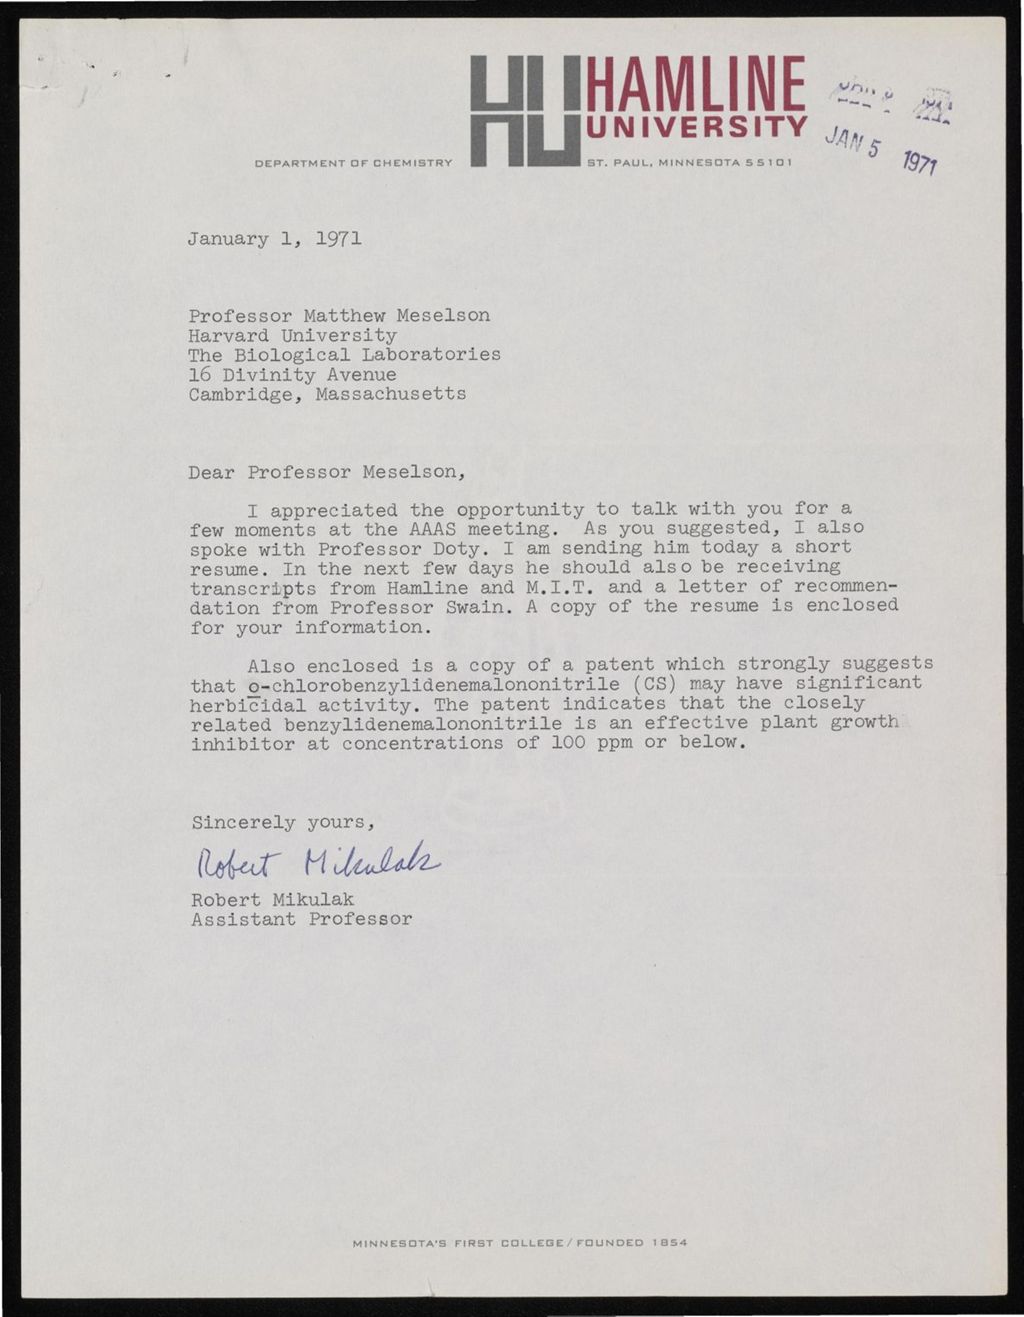 HU HAMLINE
UNIVERSITY
DEPARTMENT OF CHEMISTRY
ST. PAUL, MINNESOTA 55101
JAN 5 1971
January 1, 1971
Professor Matthew Meselson
Harvard University
The Biological Laboratories
16 Divinity Avenue
Cambridge, Massachusetts
Dear Professor Meselson,
I appreciated the opportunity to talk with you for a
few moments at the AAAS meeting. As you suggested, I also
spoke with Professor Doty. I am sending him today a short
resume. In the next few days he should also be receiving
transcripts from Hamline and M.I.T. and a letter of recommen-
dation from Professor Swain. A copy of the resume is enclosed
for your information.
Also enclosed is a copy of a patent which strongly suggests
that o-chlorobenzylidenemalononitrile (CS) may have significant
herbicidal activity. The patent indicates that the closely
related benzylidenemalononitrile is an effective plant growth
inhibitor at concentrations of 100 ppm or below.
Sincerely yours,
Robert Mikulak
Robert Mikulak
Assistant Professor
MINNESOTA'S FIRST COLLEGE/FOUNDED 1854